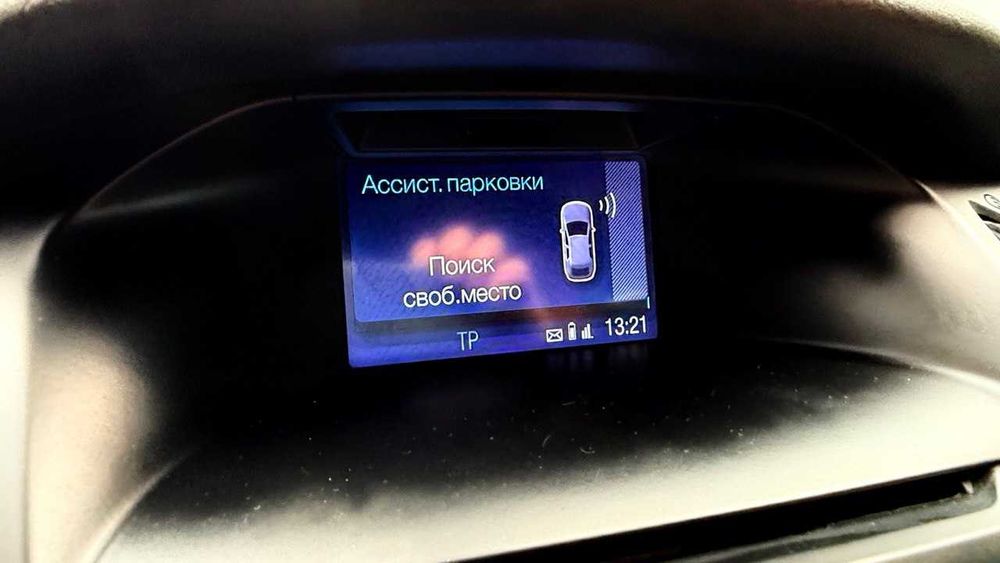 Ассист. парковки
Поиск
своб.место
TP 13:21